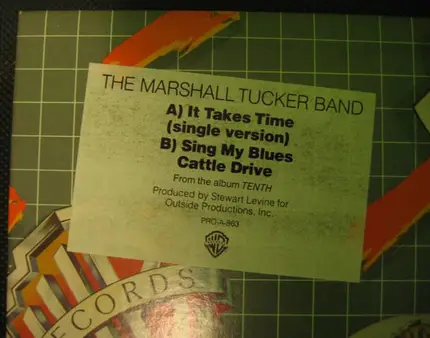 THE MARSHALL TUCKER BAND
A) It Takes Time
(single version)
B) Sing My Blues
Cattle Drive
From the album TENTH
Produced by Stewart Levine for
Outside Productions, Inc.
PRO-A-863
ECORDS